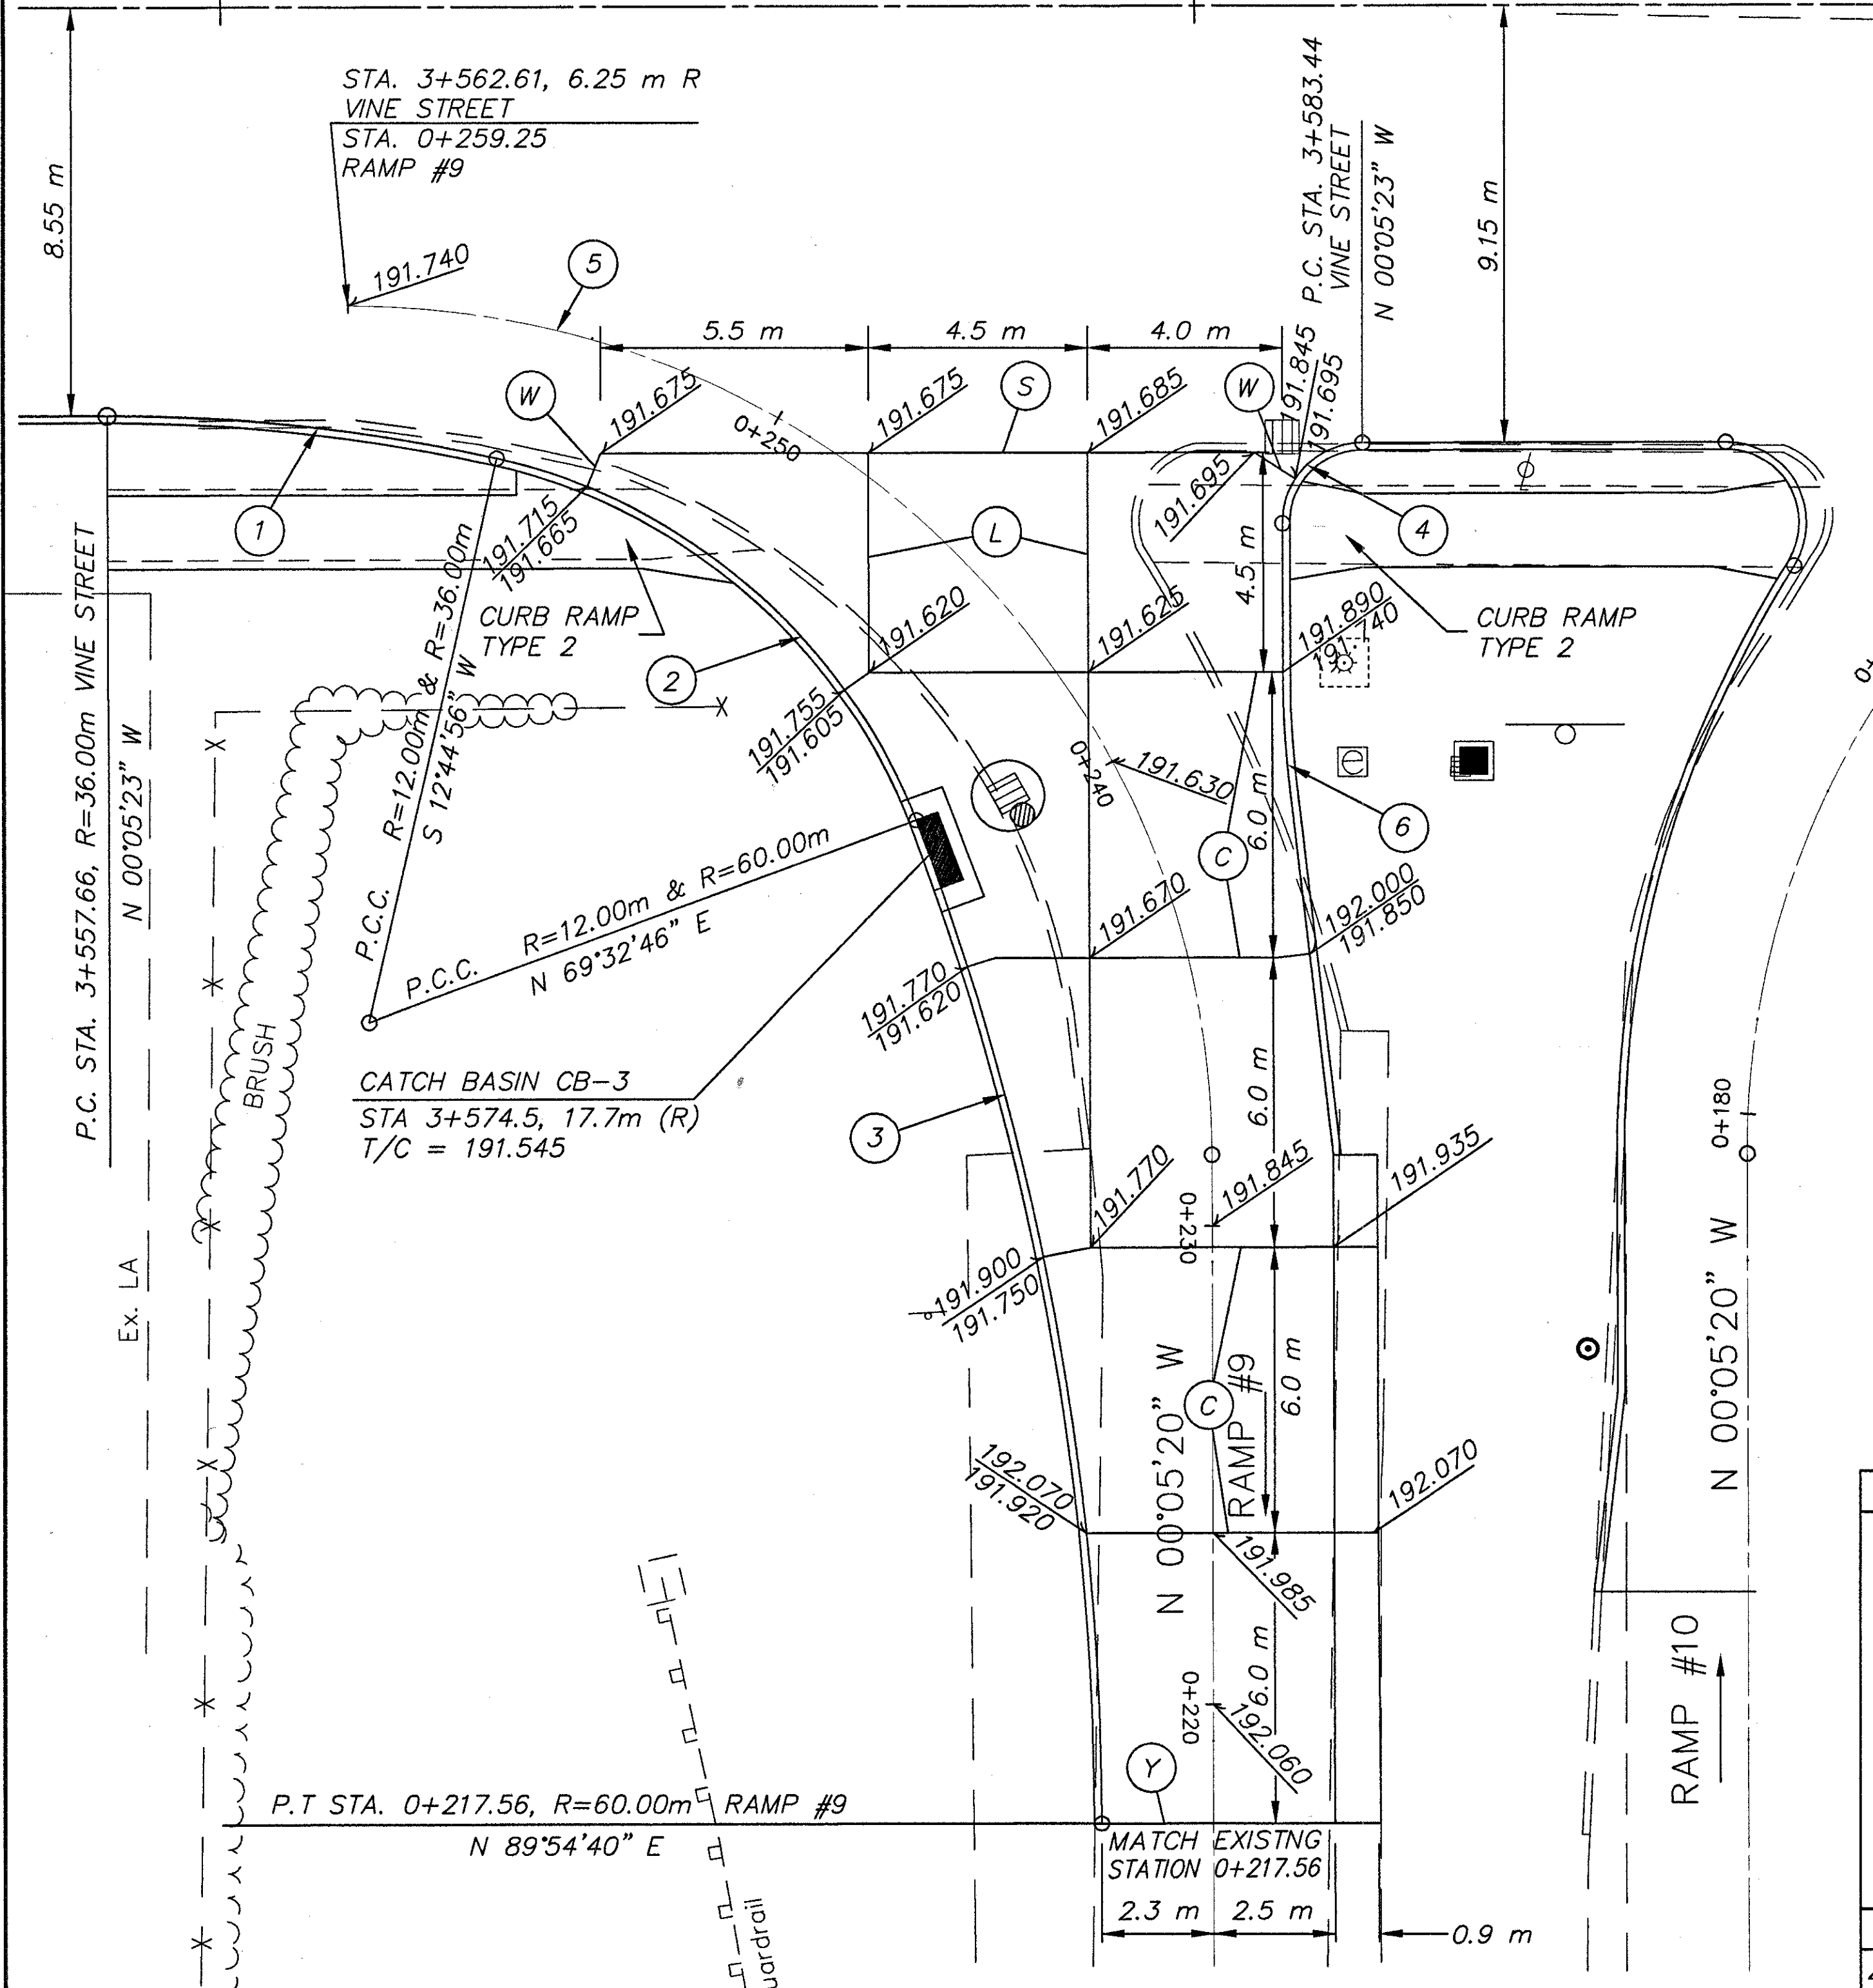 8.55 m
STA. 3+562.61, 6.25 m R
VINE STREET
STA. 0+259.25
RAMP #9
191.740
5
P.C. STA. 3+583.44
VINE STREET
N 00°05'23" W
9.15 m
5.5 m
4.5 m
4.0 m
W
191.675
191.675
S
191.685
W
191.845
191.695
0+250
1
191.715
191.665
L
191.695
4.5 m
4
P.C. STA. 3+557.66, R=36.00m VINE STREET
N 00°05'23" W
P.C.C. R=12.00m & R=36.00m
S 12°44'56" W
CURB RAMP
TYPE 2
2
191.620
191.625
191.890
CURB RAMP
TYPE 2
191.755
191.605
0+240
191.630
6.0 m
e
6
C
P.C.C. R=12.00m & R=60.00m
N 69°32'46" E
191.670
192.000
191.850
191.770
191.620
BRUSH
CATCH BASIN CB-3
STA 3+574.5, 17.7m (R)
T/C = 191.545
3
6.0 m
0+180
191.770
191.845
191.935
0+230
Ex. LA
191.900
191.750
N 00°05'20" W
RAMP #9
C
6.0 m
N 00°05'20" W
192.070
191.920
192.070
191.985
6.0 m
0+220
192.060
RAMP #10
Y
P.T STA. 0+217.56, R=60.00m RAMP #9
N 89°54'40" E
MATCH EXISTNG
STATION 0+217.56
2.3 m
2.5 m
0.9 m
uardrail